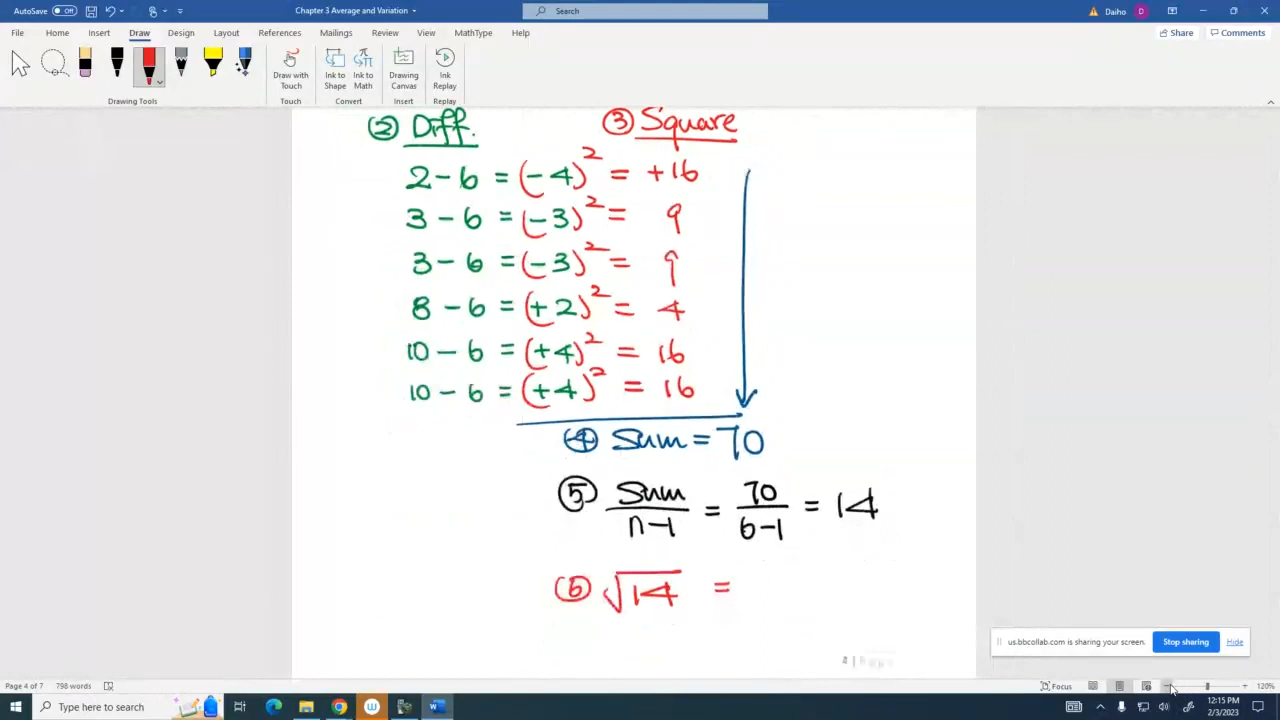 AutoSave Off Chapter 3 Average and Variation Search Daiho D
File Home Insert Draw Design Layout References Mailings Review View MathType Help Share Comments
Draw with Touch Ink to Shape Ink to Math Drawing Canvas Ink Replay
Drawing Tools Touch Convert Insert Replay
② Diff. ③ Square
2 - 6 = (-4)² = +16
3 - 6 = (-3)² = 9
3 - 6 = (-3)² = 9
8 - 6 = (+2)² = 4
10 - 6 = (+4)² = 16
10 - 6 = (+4)² = 16
④ Sum = 70
⑤ Sum/n-1 = 70/6-1 = 14
⑥ √14 =
us.bbcollab.com is sharing your screen. Stop sharing Hide
4 |
Page 4 of 7 798 words Focus 120%
Type here to search 12:15 PM
2/3/2023